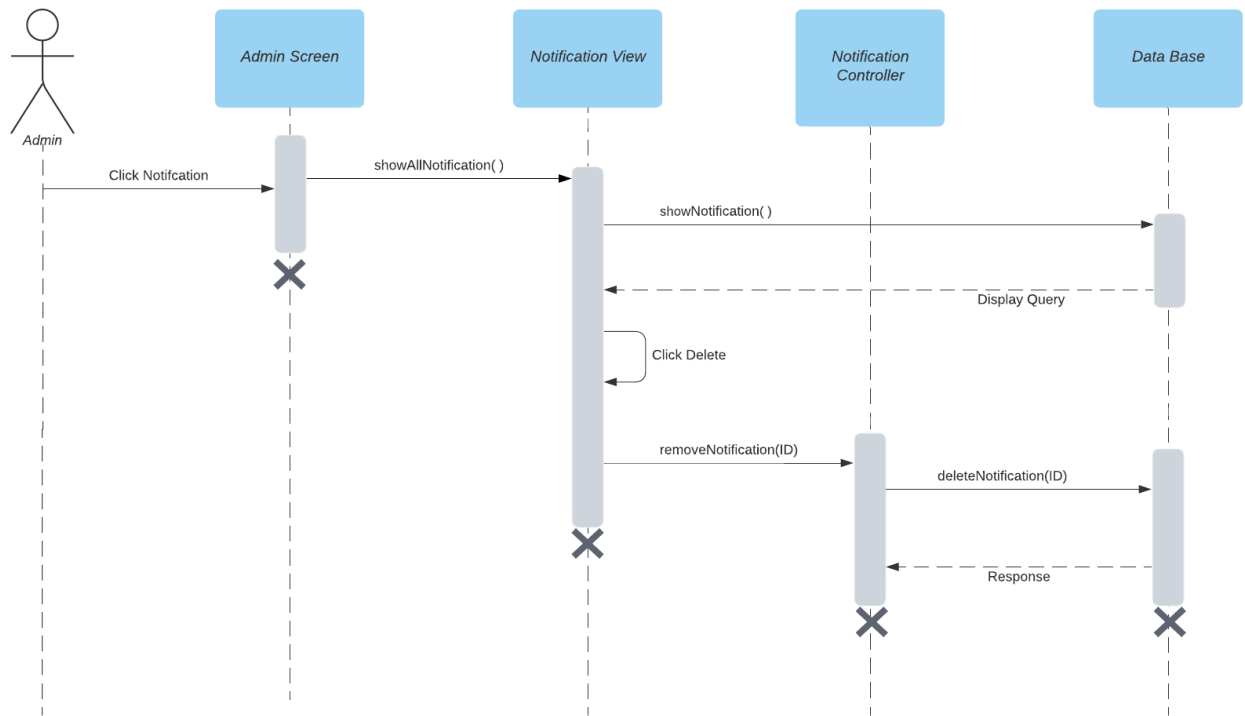 Admin Screen
Notification View
Notification
Controller
Data Base
Admin
showAllNotification( )
Click Notifcation
showNotification( )
Display Query
Click Delete
removeNotification(ID)
deleteNotification(ID)
Response